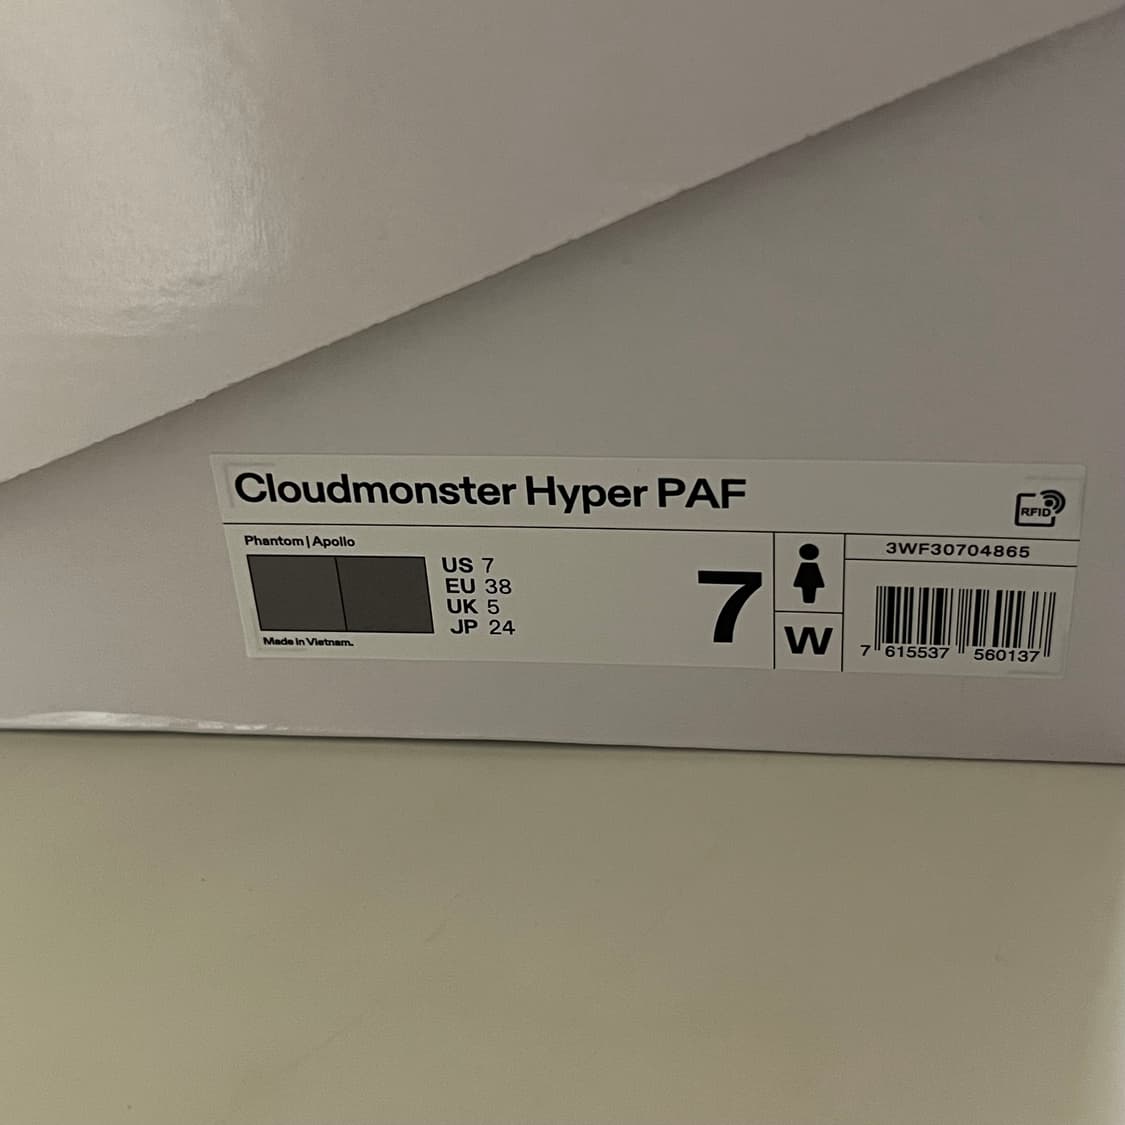 Cloudmonster Hyper PAF
RFID
Phantom | Apollo
US 7
EU 38
UK 5
JP 24
Made in Vietnam.
7
W
3WF30704865
7 615537 560137